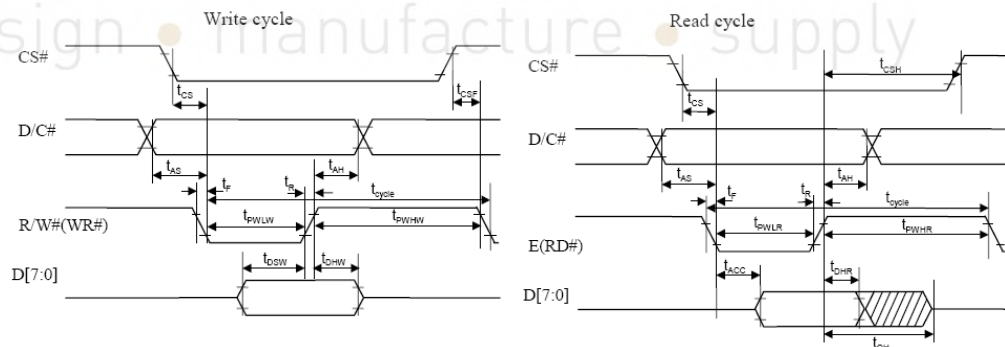 sign • manufacture • supply
Write cycle
CS#
tCS
tCSF
D/C#
tAS
tAH
tF
tR
tcycle
R/W#(WR#)
tPWLW
tPWHW
tDSW
tDHW
D[7:0]
Read cycle
CS#
tCSH
tCS
D/C#
tAS
tAH
tF
tR
tcycle
E(RD#)
tPWLR
tPWHR
tACC
tDHR
D[7:0]